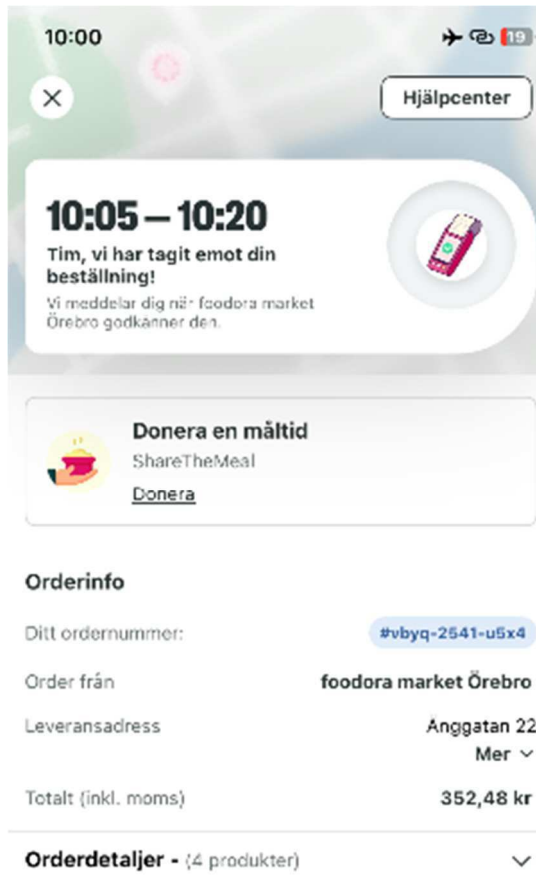 10:00
19
Hjälpcenter
10:05 – 10:20
Tim, vi har tagit emot din
beställning!
Vi meddelar dig när foodora market
Örebro godkänner den.
Donera en måltid
ShareTheMeal
Donera
Orderinfo
Ditt ordernummer: #vbyq-2541-u5x4
Order från foodora market Örebro
Leveransadress Änggatan 22
Mer
Totalt (inkl. moms) 352,48 kr
Orderdetaljer - (4 produkter)